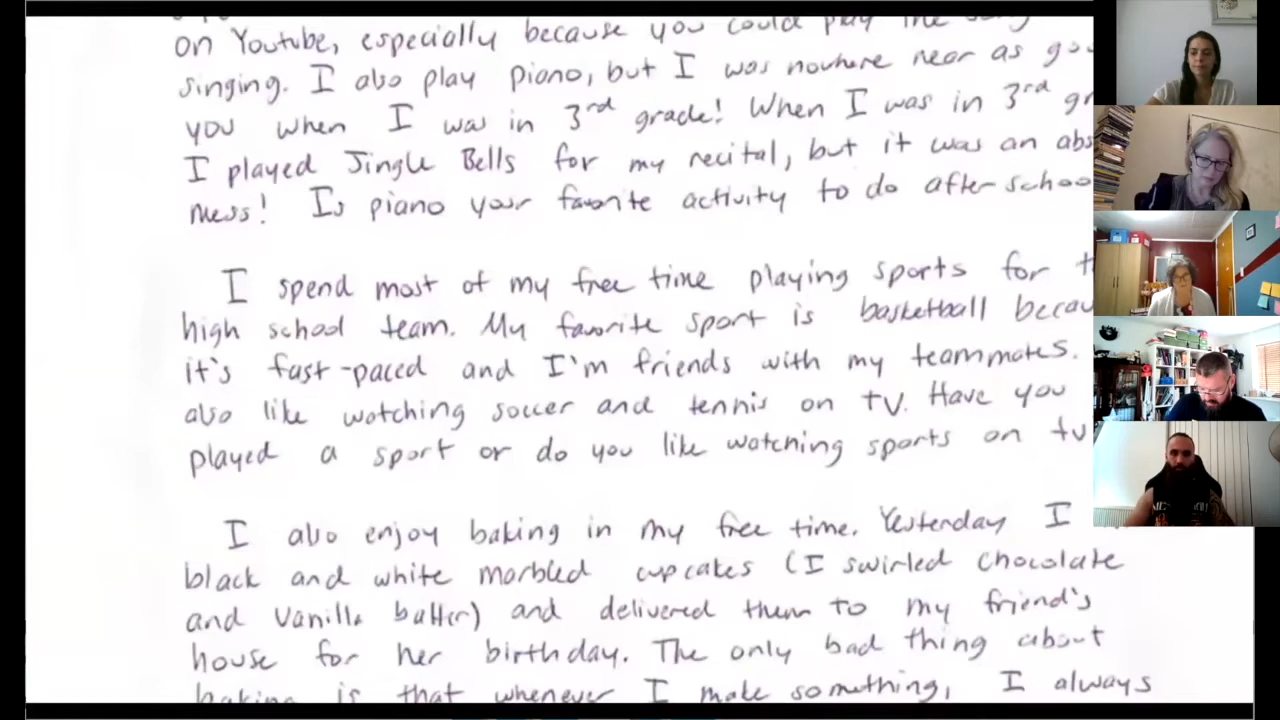 on Youtube, especially because you could play the song
singing. I also play piano, but I was nowhere near as
you when I was in 3rd grade! When I was in 3rd
I played Jingle Bells for my recital, but it was an
mess! Is piano your favorite activity to do after school
I spend most of my free time playing sports for
high school team. My favorite sport is basketball
it's fast-paced and I'm friends with my teammates.
also like watching soccer and tennis on TV. Have you
played a sport or do you like watching sports on tv
I also enjoy baking in my free time. Yesterday I
black and white marbled cupcakes (I swirled chocolate
and vanilla batter) and delivered them to my friend's
house for her birthday. The only bad thing about
baking is that whenever I make something, I always